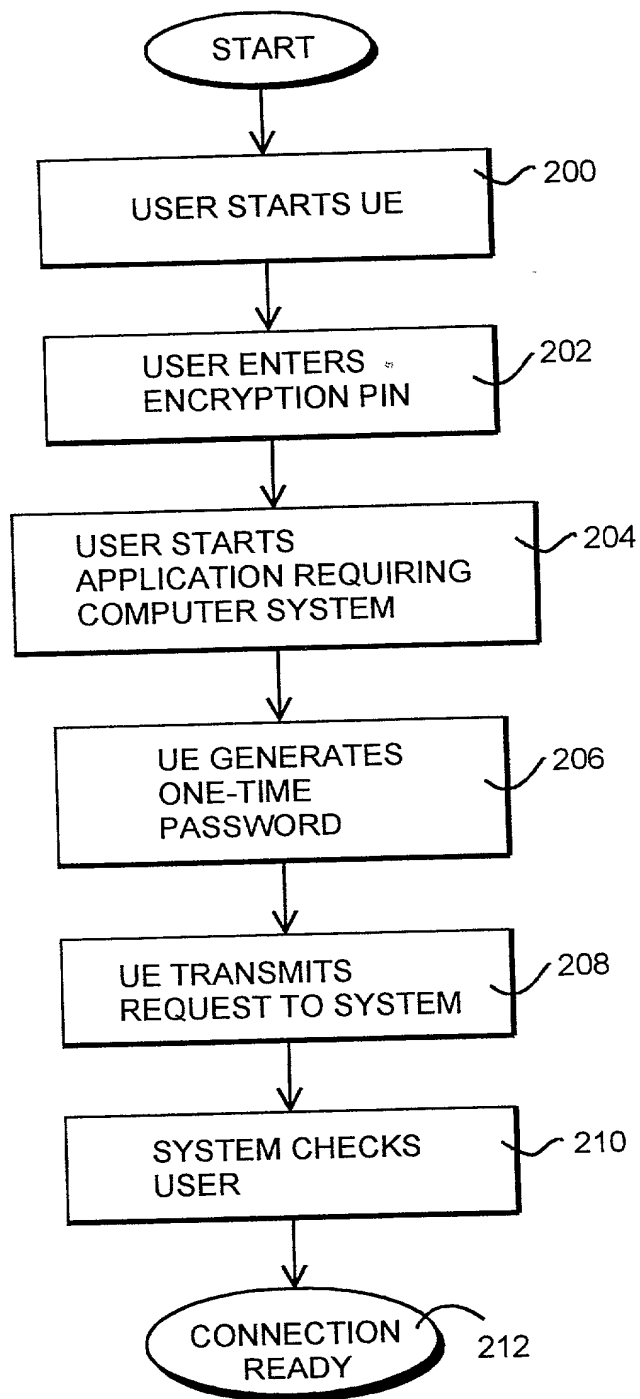 START
200
USER STARTS UE
202
USER ENTERS
ENCRYPTION PIN
204
USER STARTS
APPLICATION REQUIRING
COMPUTER SYSTEM
206
UE GENERATES
ONE-TIME
PASSWORD
208
UE TRANSMITS
REQUEST TO SYSTEM
210
SYSTEM CHECKS
USER
CONNECTION
READY
212